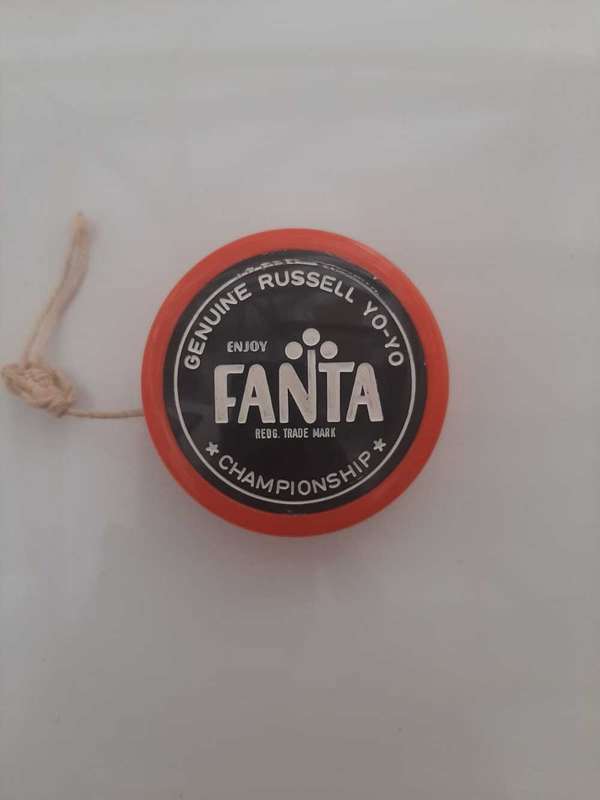 GENUINE RUSSELL YO-YO
ENJOY
FANTA
REDG. TRADE MARK
★ CHAMPIONSHIP ★